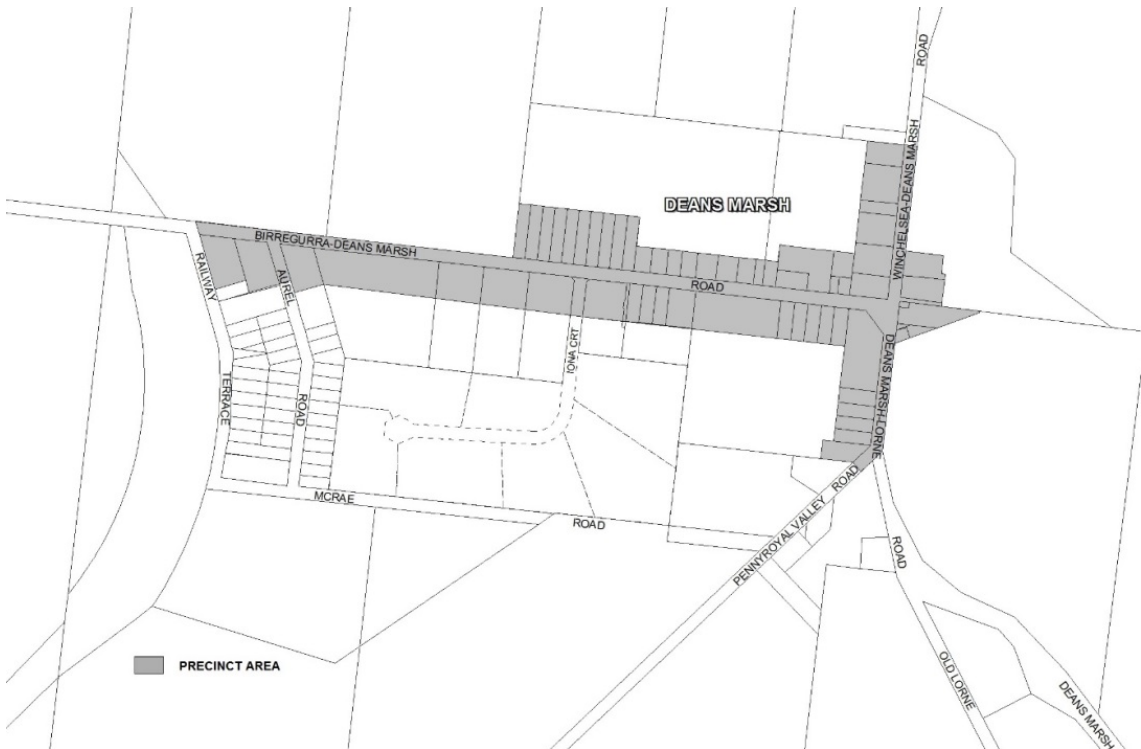 ROAD
WINCHELSEA-DEANS MARSH
DEANS MARSH
BIRREGURRA-DEANS MARSH
ROAD
RAILWAY
TERRACE
AUREL
ROAD
IONA CRT
DEANS MARSH-LORNE
MCRAE
ROAD
PENNYROYAL VALLEY ROAD
ROAD
OLD LORNE
DEANS MARSH
PRECINCT AREA